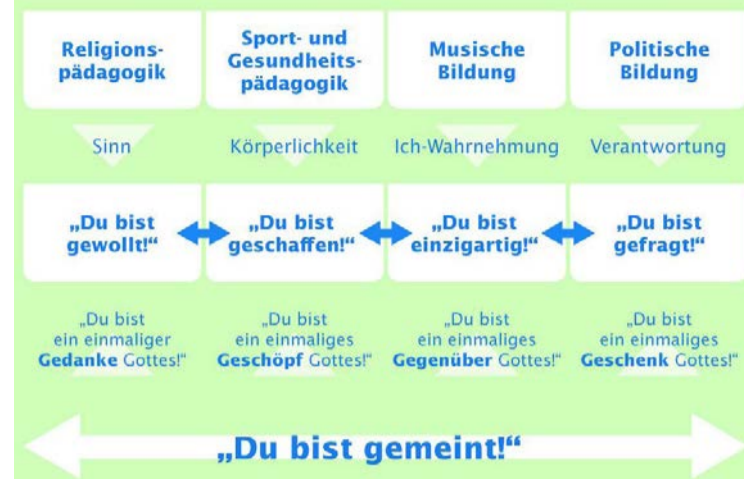 Religions-
pädagogik
Sport- und
Gesundheits-
pädagogik
Musische
Bildung
Politische
Bildung
Sinn
Körperlichkeit
Ich-Wahrnehmung
Verantwortung
„Du bist
gewollt!“
„Du bist
geschaffen!“
„Du bist
einzigartig!“
„Du bist
gefragt!“
„Du bist
ein einmaliger
Gedanke Gottes!“
„Du bist
ein einmaliges
Geschöpf Gottes!“
„Du bist
ein einmaliges
Gegenüber Gottes!“
„Du bist
ein einmaliges
Geschenk Gottes!“
„Du bist gemeint!“